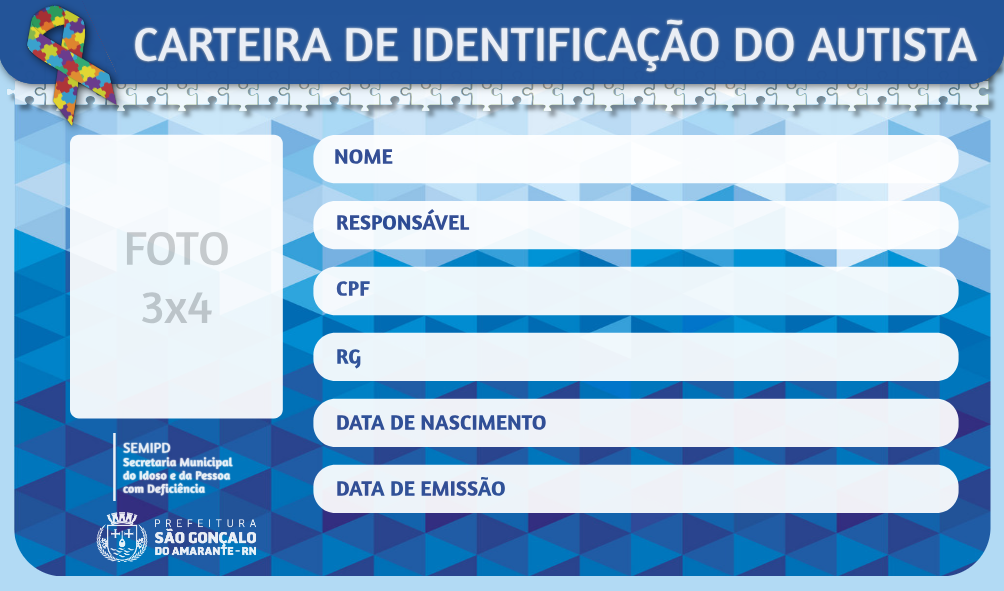 CARTEIRA DE IDENTIFICAÇÃO DO AUTISTA
FOTO
3x4
NOME
RESPONSÁVEL
CPF
RG
DATA DE NASCIMENTO
DATA DE EMISSÃO
SEMIPD
Secretaria Municipal
do Idoso e da Pessoa
com Deficiência
PREFEITURA
SÃO GONÇALO
DO AMARANTE-RN